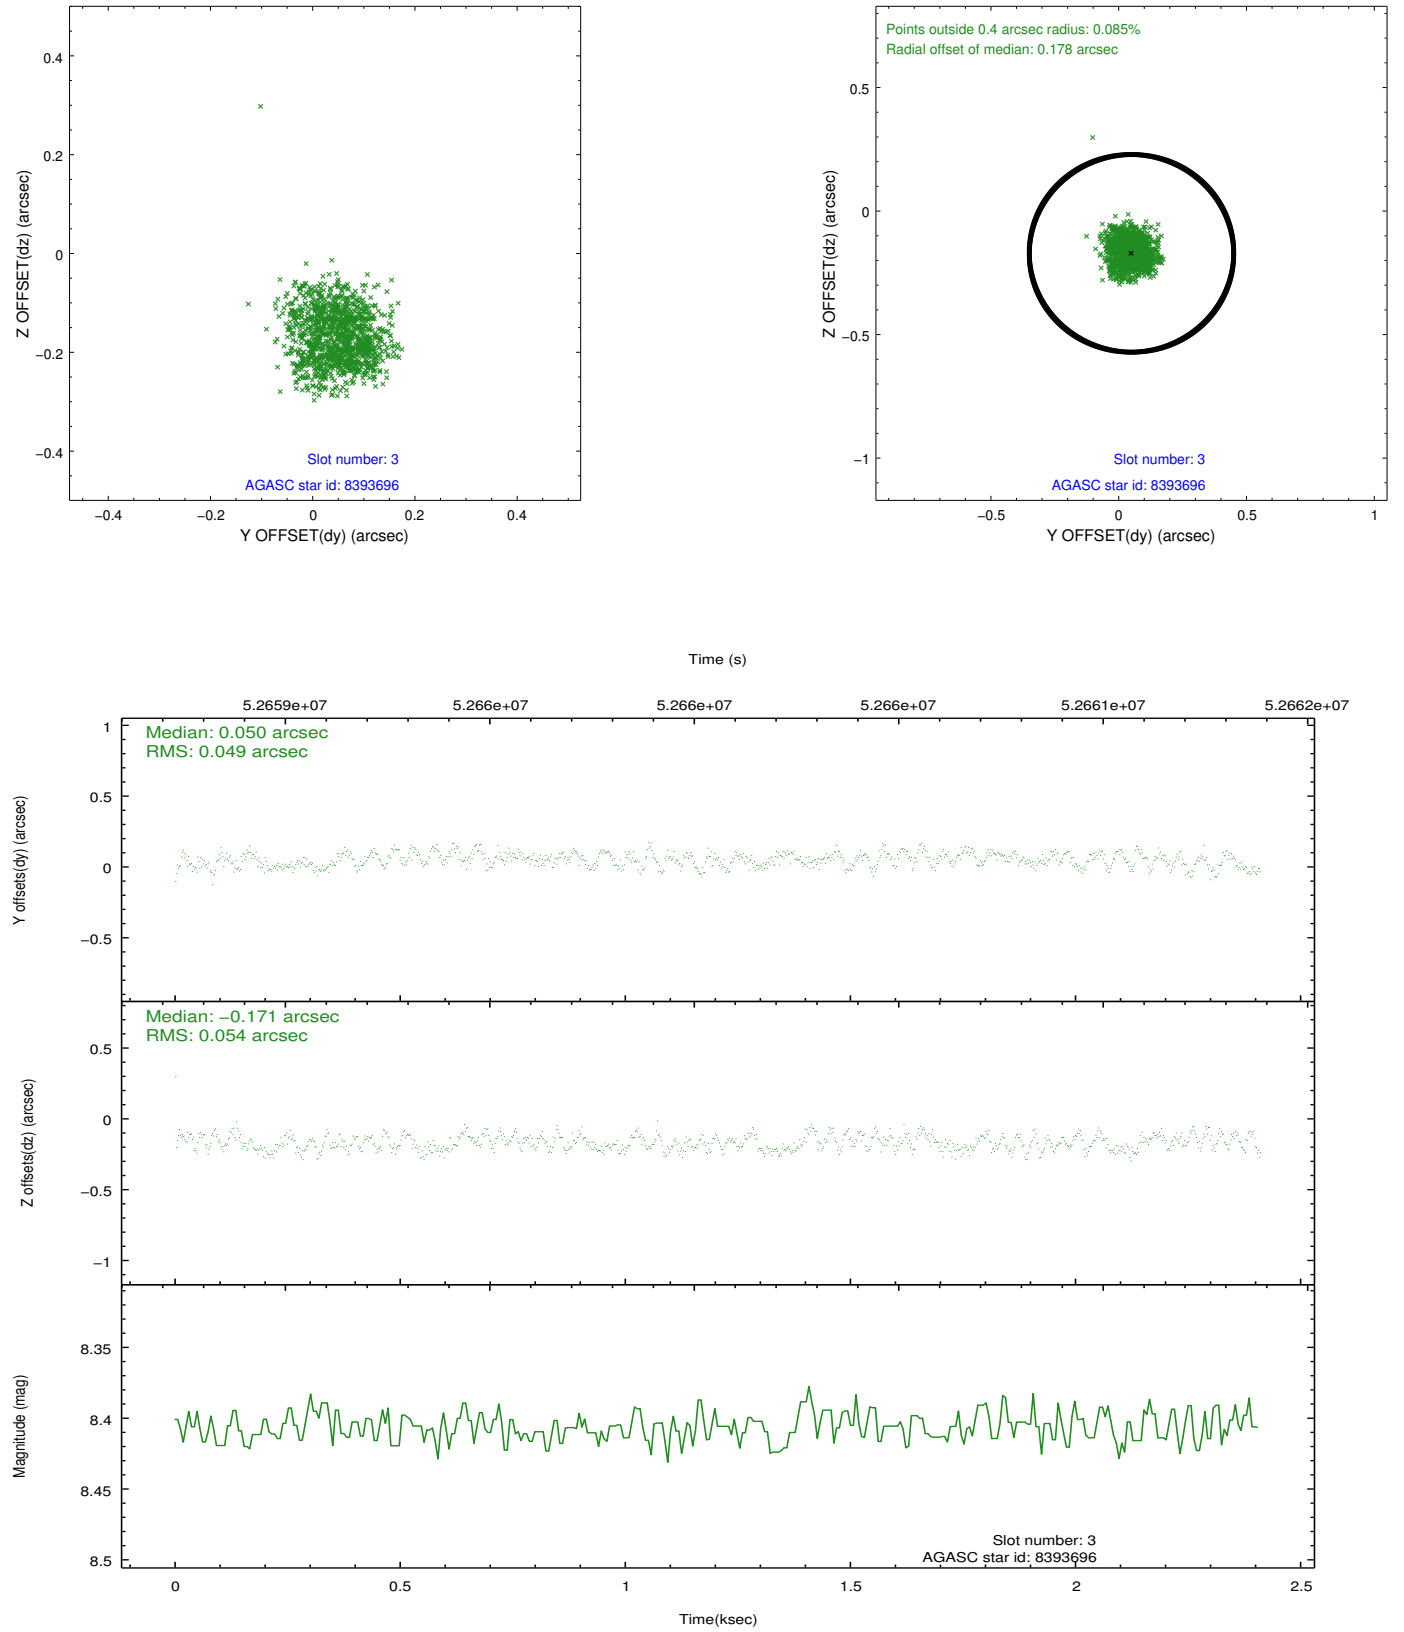 0.4
0.2
0
−0.2
−0.4
Z OFFSET(dz) (arcsec)
Slot number: 3
AGASC star id: 8393696
−0.4 −0.2 0 0.2 0.4
Y OFFSET(dy) (arcsec)
Points outside 0.4 arcsec radius: 0.085%
Radial offset of median: 0.178 arcsec
0.5
0
−0.5
−1
Z OFFSET(dz) (arcsec)
Slot number: 3
AGASC star id: 8393696
−0.5 0 0.5 1
Y OFFSET(dy) (arcsec)
Time (s)
5.2659e+07 5.266e+07 5.266e+07 5.266e+07 5.2661e+07 5.2662e+07
Median: 0.050 arcsec
RMS: 0.049 arcsec
1
0.5
0
−0.5
Y offsets(dy) (arcsec)
Median: −0.171 arcsec
RMS: 0.054 arcsec
0.5
0
−0.5
−1
Z offsets(dz) (arcsec)
8.35
8.4
8.45
8.5
Magnitude (mag)
Slot number: 3
AGASC star id: 8393696
0 0.5 1 1.5 2 2.5
Time(ksec)